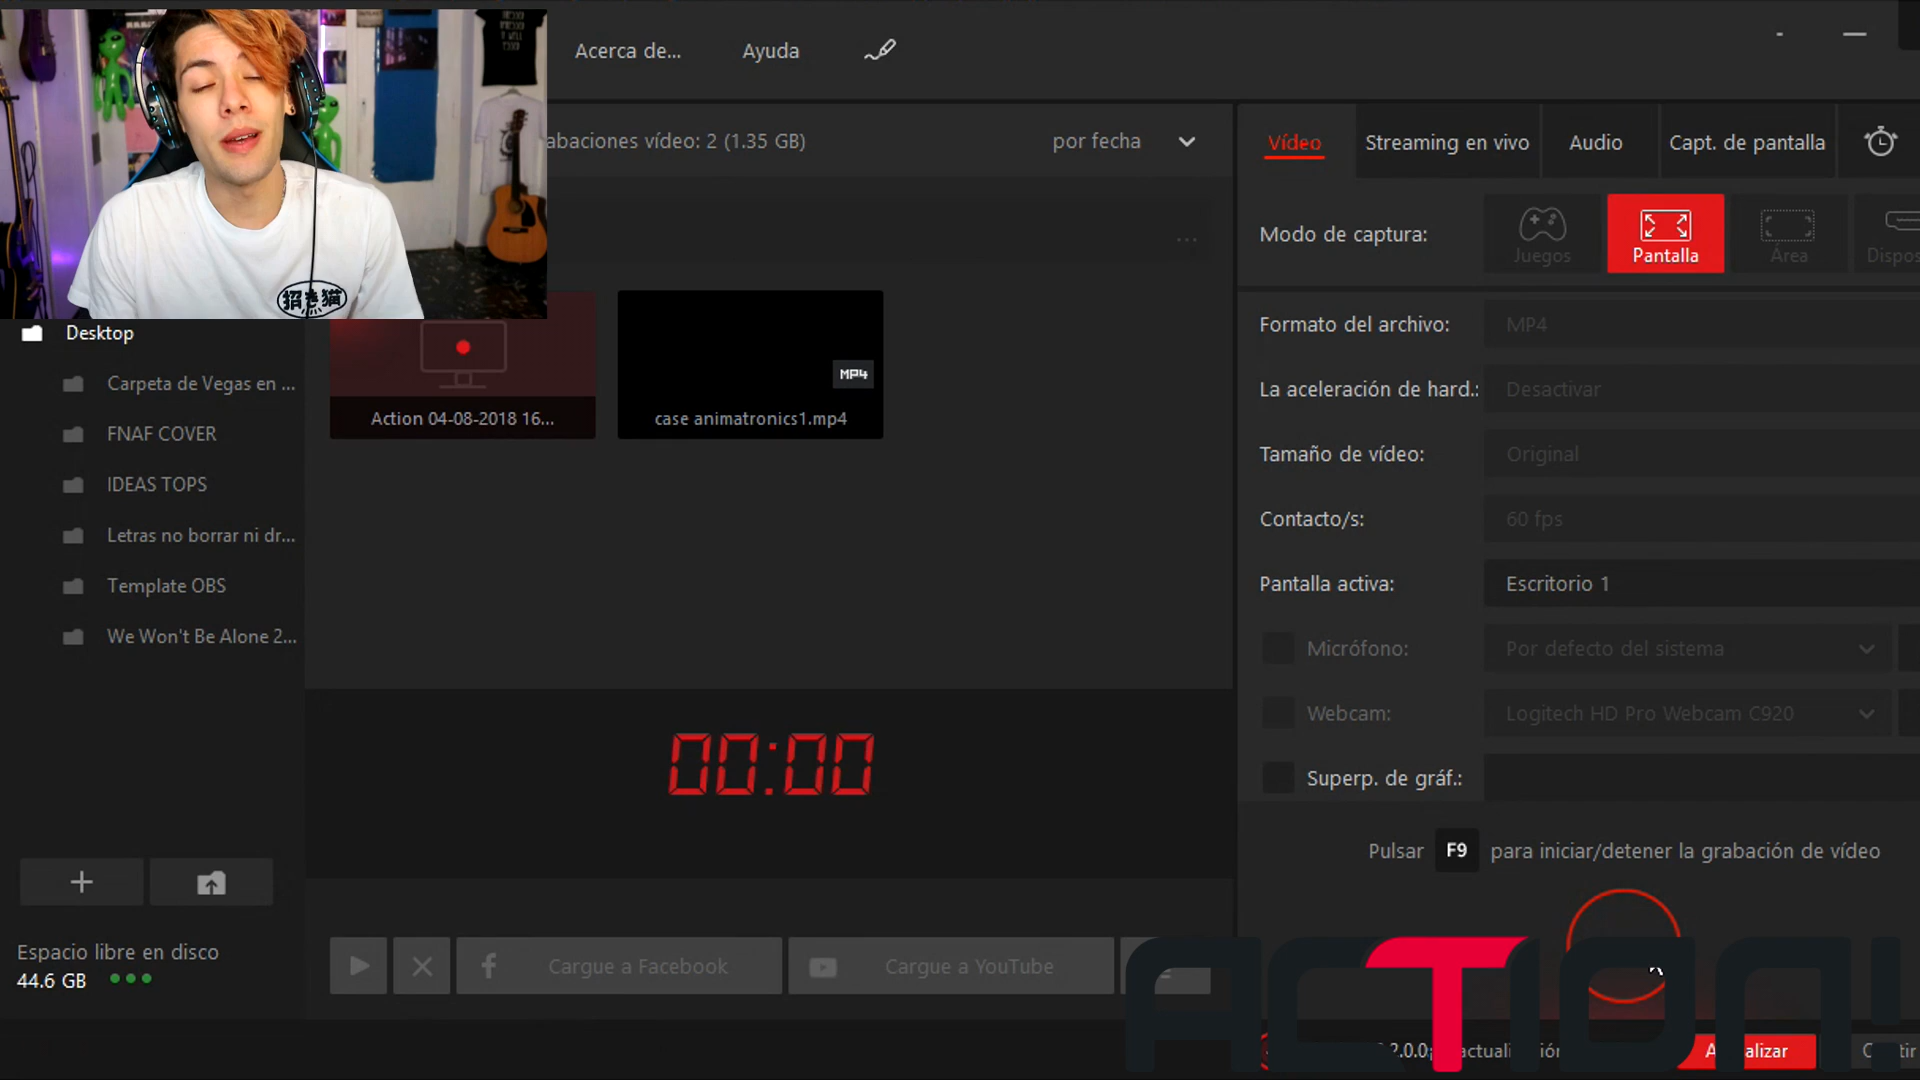 Acerca de...
Ayuda
abaciones vídeo: 2 (1.35 GB)
por fecha
Vídeo
Streaming en vivo
Audio
Capt. de pantalla
Modo de captura:
Juegos
Pantalla
Área
Dispos
招き猫
Desktop
Carpeta de Vegas en ...
FNAF COVER
IDEAS TOPS
Letras no borrar ni dr...
Template OBS
We Won't Be Alone 2...
Action 04-08-2018 16...
MP4
case animatronics1.mp4
Formato del archivo:
MP4
La aceleración de hard.:
Desactivar
Tamaño de vídeo:
Original
Contacto/s:
60 fps
Pantalla activa:
Escritorio 1
Micrófono:
Por defecto del sistema
Webcam:
Logitech HD Pro Webcam C920
Superp. de gráf.:
00:00
Pulsar F9 para iniciar/detener la grabación de vídeo
Espacio libre en disco
44.6 GB
Cargue a Facebook
Cargue a YouTube
ACTION!